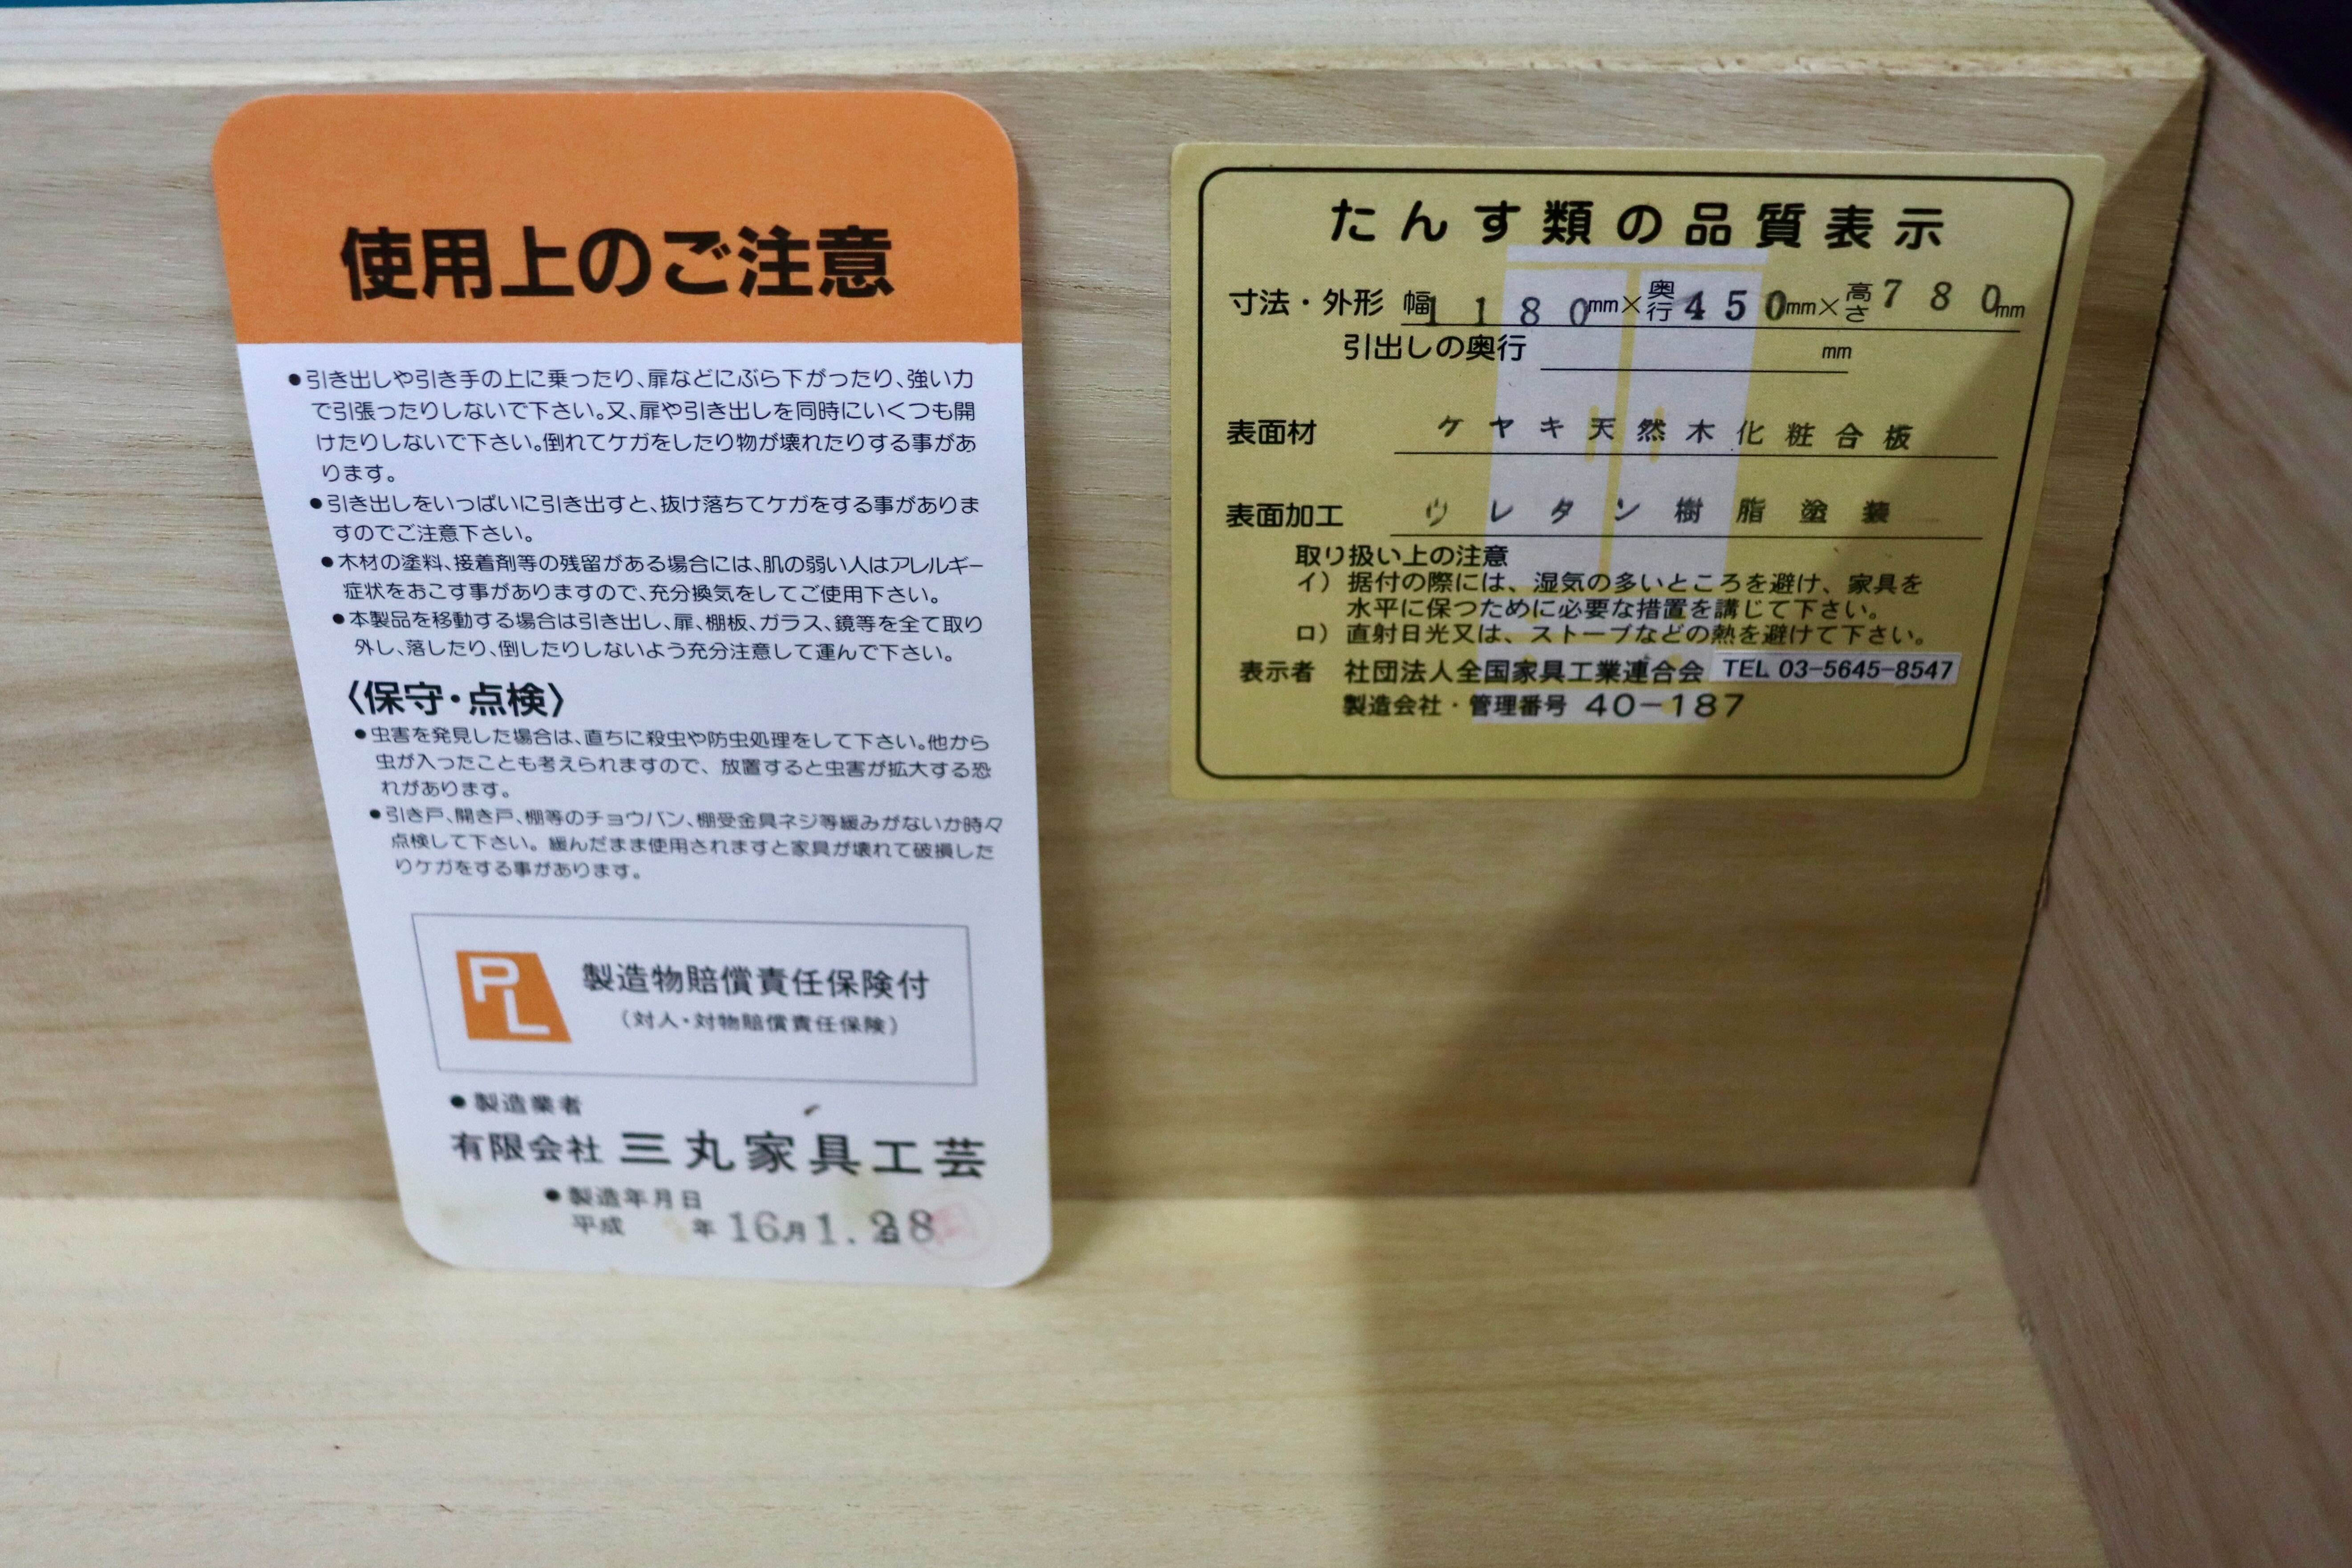 使用上のご注意
●引き出しや引き手の上に乗ったり、扉などにぶら下がったり、強い力
で引張ったりしないで下さい。又、扉や引き出しを同時にいくつも開
けたりしないで下さい。倒れてケガをしたり物が壊れたりする事があ
ります。
●引き出しをいっぱいに引き出すと、抜け落ちてケガをする事がありま
すのでご注意下さい。
●木材の塗料、接着剤等の残留がある場合には、肌の弱い人はアレルギー
症状をおこす事がありますので、充分換気をしてご使用下さい。
●本製品を移動する場合は引き出し、扉、棚板、ガラス、鏡等を全て取り
外し、落したり、倒したりしないよう充分注意して運んで下さい。
〈保守・点検〉
●虫害を発見した場合は、直ちに殺虫や防虫処理をして下さい。他から
虫が入ったことも考えられますので、放置すると虫害が拡大する恐
れがあります。
●引き戸、開き戸、棚等のチョウバン、棚受金具ネジ等緩みがないか時々
点検して下さい。緩んだまま使用されますと家具が壊れて破損した
りケガをする事があります。
PL
製造物賠償責任保険付
（対人・対物賠償責任保険）
●製造業者
有限会社 三丸家具工芸
●製造年月日
平成 年 16月1.28
たんす類の品質表示
寸法・外形 幅1180mm×奥行450mm×高さ780mm
引出しの奥行 mm
表面材 ケヤキ天然木化粧合板
表面加工 ウレタン樹脂塗装
取り扱い上の注意
イ）据付の際には、湿気の多いところを避け、家具を
水平に保つために必要な措置を講じて下さい。
ロ）直射日光又は、ストーブなどの熱を避けて下さい。
表示者 社団法人全国家具工業連合会 TEL 03-5645-8547
製造会社・管理番号 40-187